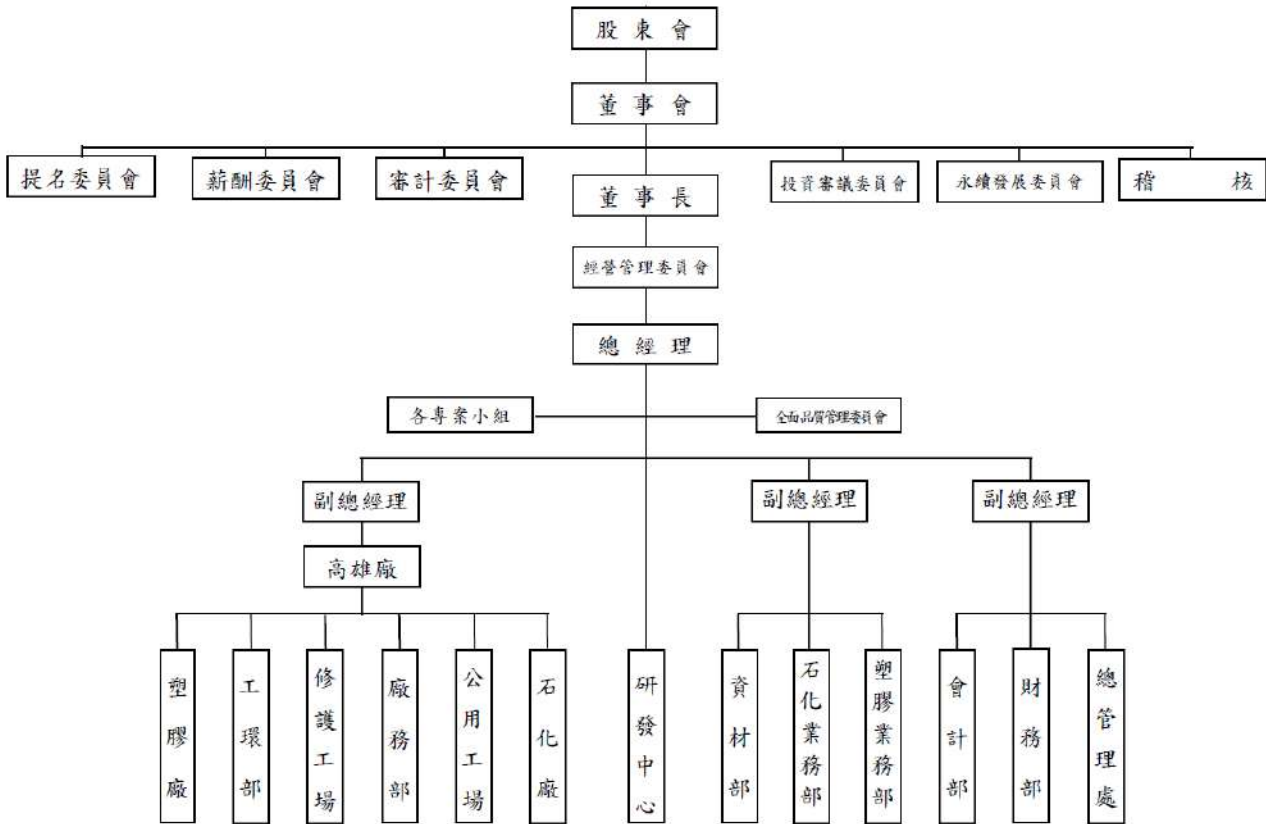 股東會
董事會
提名委員會
薪酬委員會
審計委員會
投資審議委員會
永續發展委員會
稽核
董事長
經營管理委員會
總經理
各專案小組
全面品質管理委員會
副總經理
副總經理
副總經理
高雄廠
塑膠廠
工環部
修護工場
廠務部
公用工場
石化廠
研發中心
資材部
石化業務部
塑膠業務部
會計部
財務部
總管理處